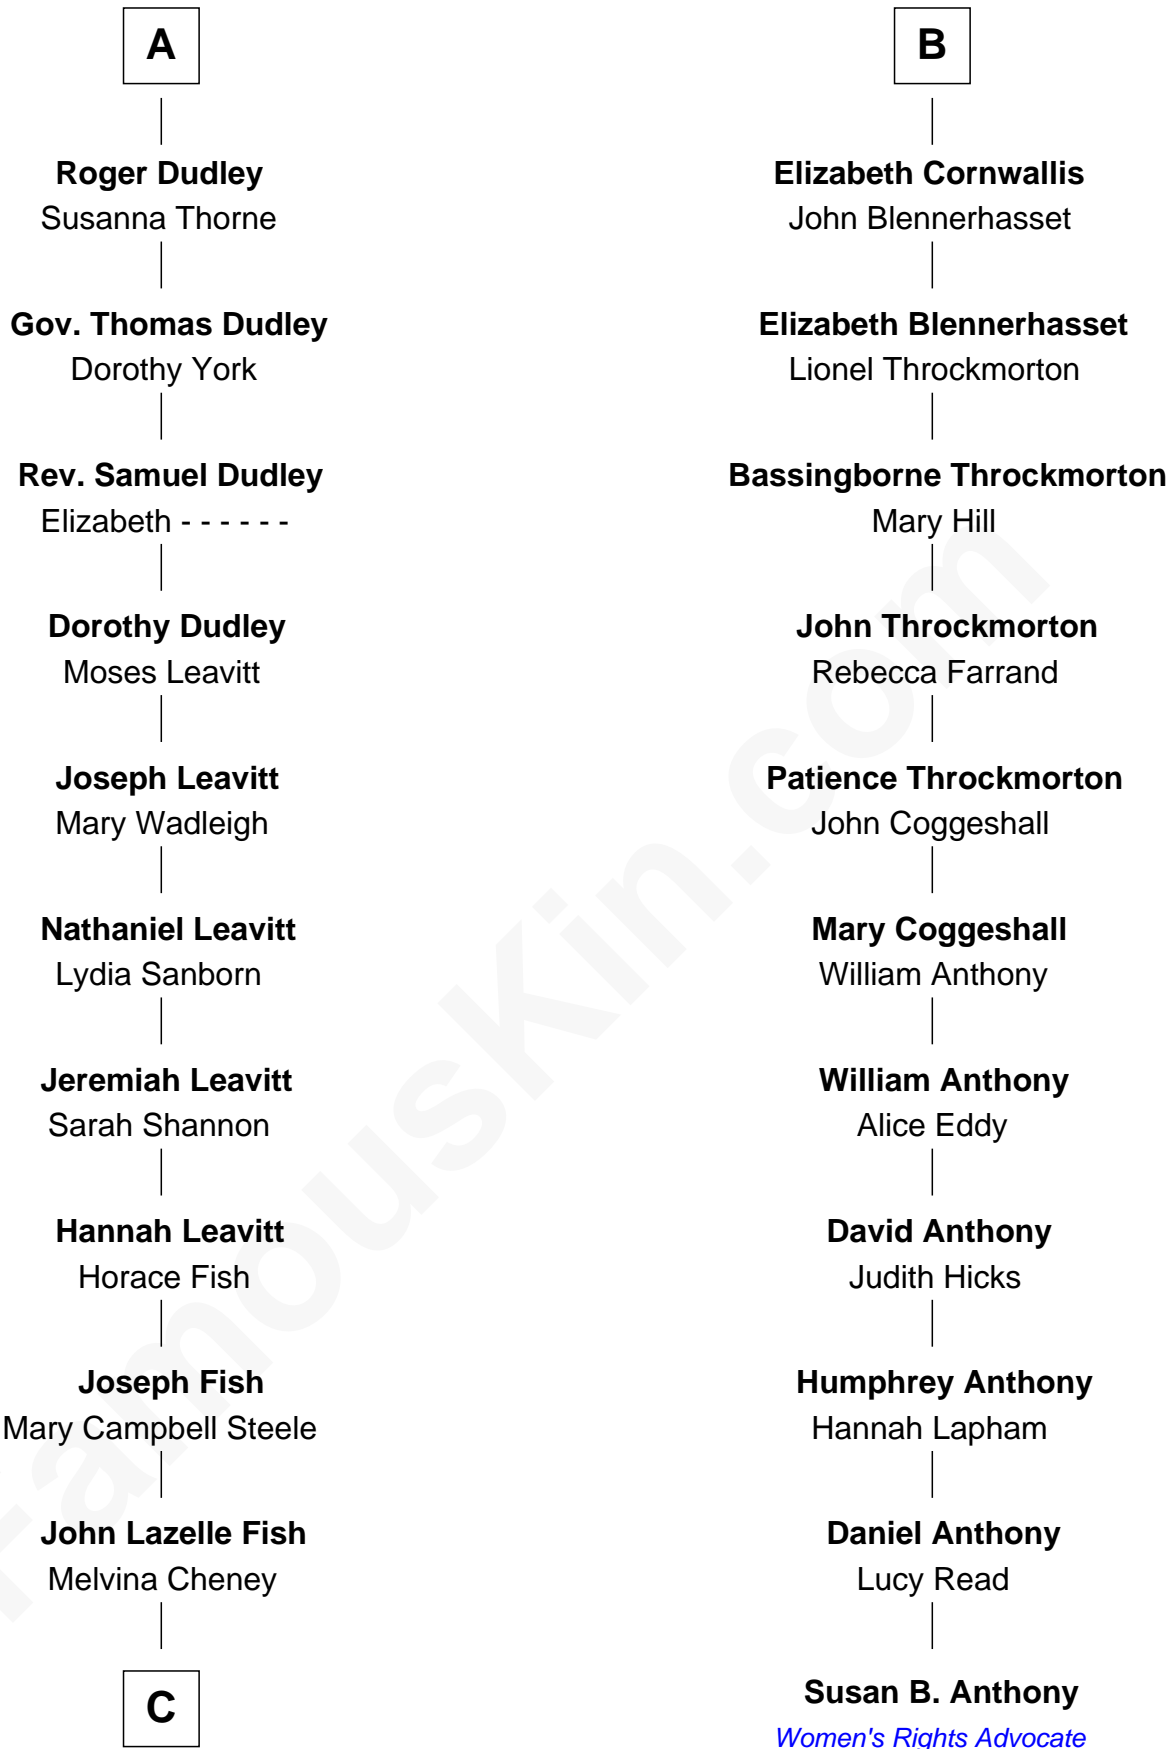 A
Roger Dudley
Susanna Thorne
Gov. Thomas Dudley
Dorothy York
Rev. Samuel Dudley
Elizabeth - - - - - -
Dorothy Dudley
Moses Leavitt
Joseph Leavitt
Mary Wadleigh
Nathaniel Leavitt
Lydia Sanborn
Jeremiah Leavitt
Sarah Shannon
Hannah Leavitt
Horace Fish
Joseph Fish
Mary Campbell Steele
John Lazelle Fish
Melvina Cheney
C
B
Elizabeth Cornwallis
John Blennerhasset
Elizabeth Blennerhasset
Lionel Throckmorton
Bassingborne Throckmorton
Mary Hill
John Throckmorton
Rebecca Farrand
Patience Throckmorton
John Coggeshall
Mary Coggeshall
William Anthony
William Anthony
Alice Eddy
David Anthony
Judith Hicks
Humphrey Anthony
Hannah Lapham
Daniel Anthony
Lucy Read
Susan B. Anthony
Women's Rights Advocate
FamousKin.com